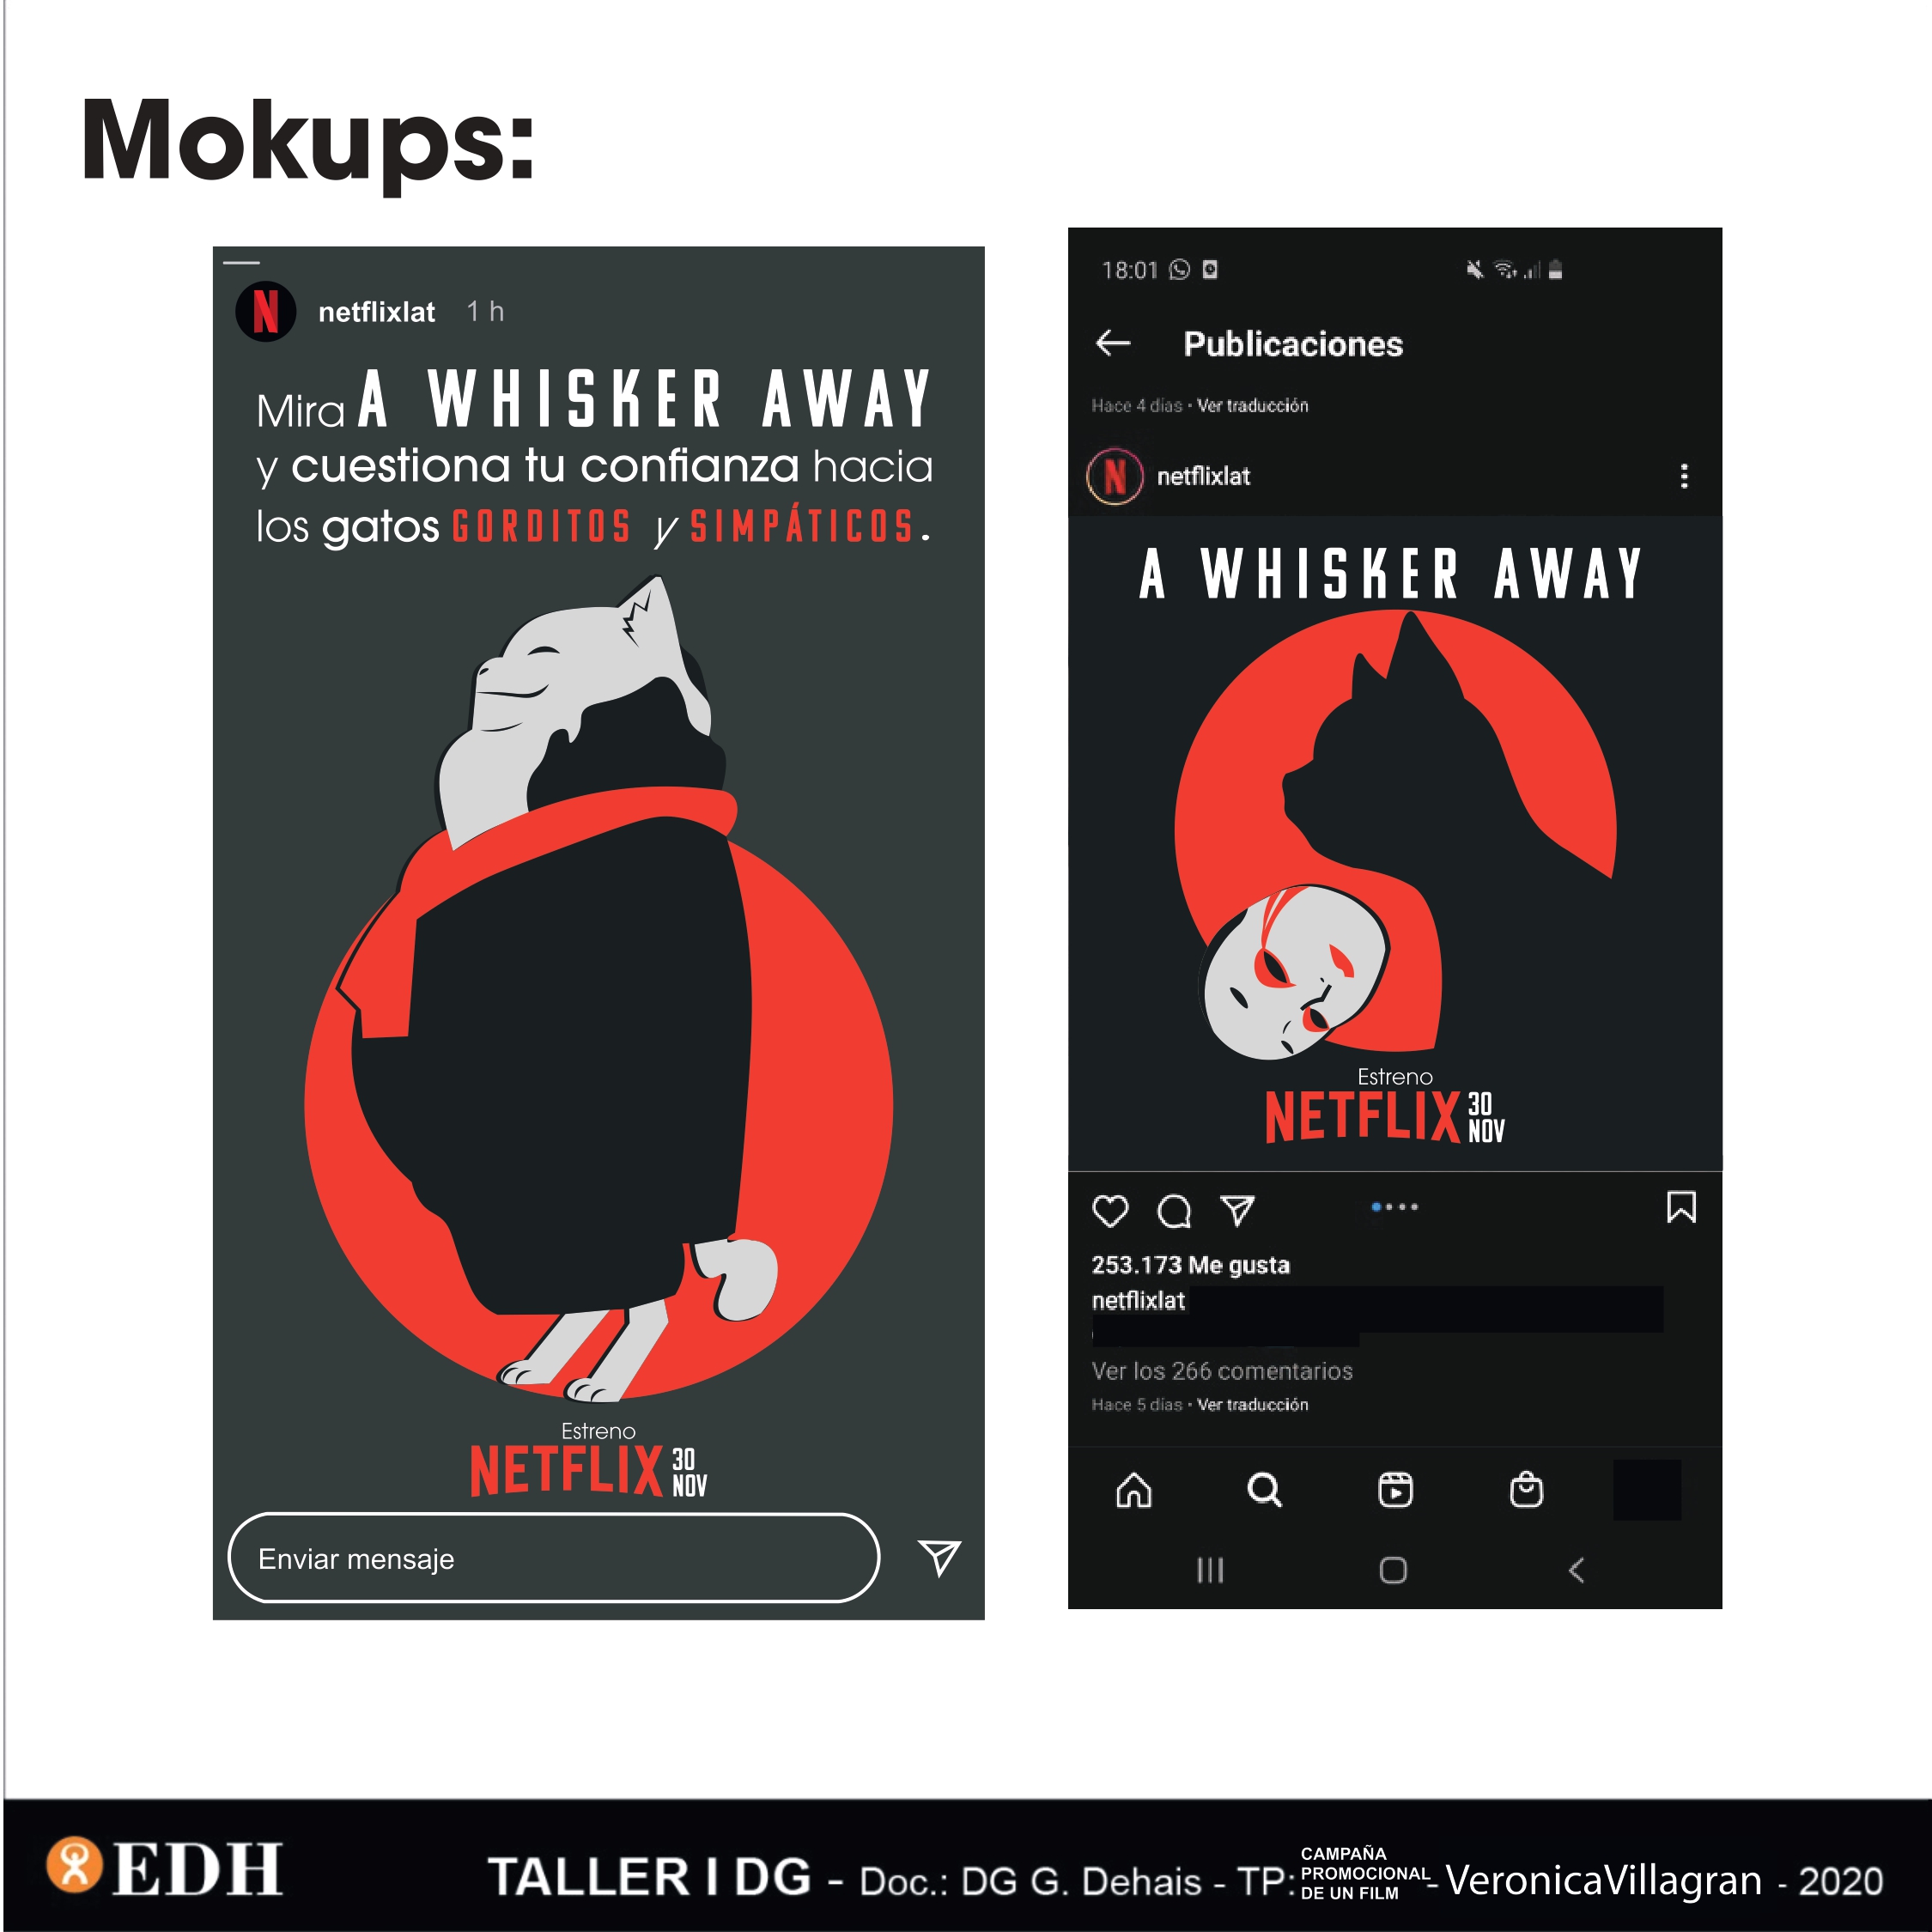 Mokups:
netflixlat 1 h
Mira A WHISKER AWAY
y cuestiona tu confianza hacia
los gatos GORDITOS y SIMPÁTICOS.
Estreno
NETFLIX 30 NOV
Enviar mensaje
18:01
Publicaciones
Hace 4 días · Ver traducción
netflixlat
A WHISKER AWAY
Estreno
NETFLIX 30 NOV
253.173 Me gusta
netflixlat
Ver los 266 comentarios
Hace 5 días · Ver traducción
EDH
TALLER I DG - Doc.: DG G. Dehais - TP: CAMPAÑA PROMOCIONAL DE UN FILM - VeronicaVillagran - 2020